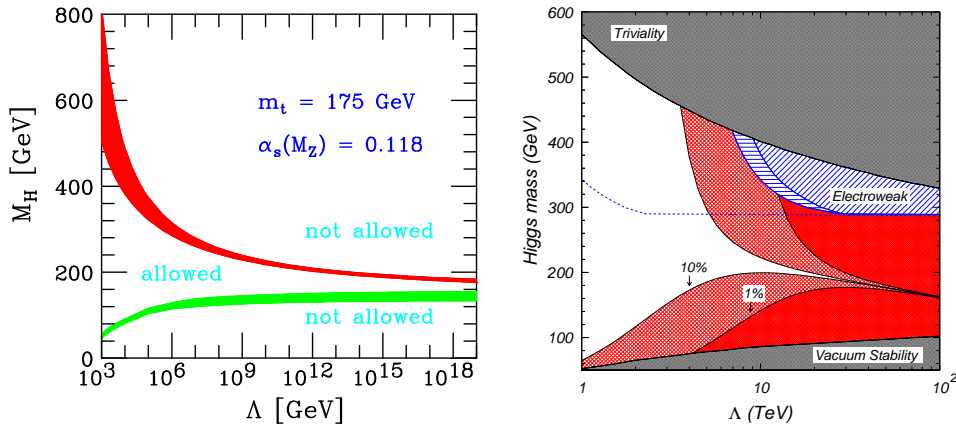 800
600
400
200
0
M_H [GeV]
m_t = 175 GeV
α_s(M_Z) = 0.118
not allowed
allowed
not allowed
10^3
10^6
10^9
10^12
10^15
10^18
Λ [GeV]
600
500
400
300
200
100
Higgs mass (GeV)
Triviality
Electroweak
10%
1%
Vacuum Stability
1
10
10^2
Λ (TeV)